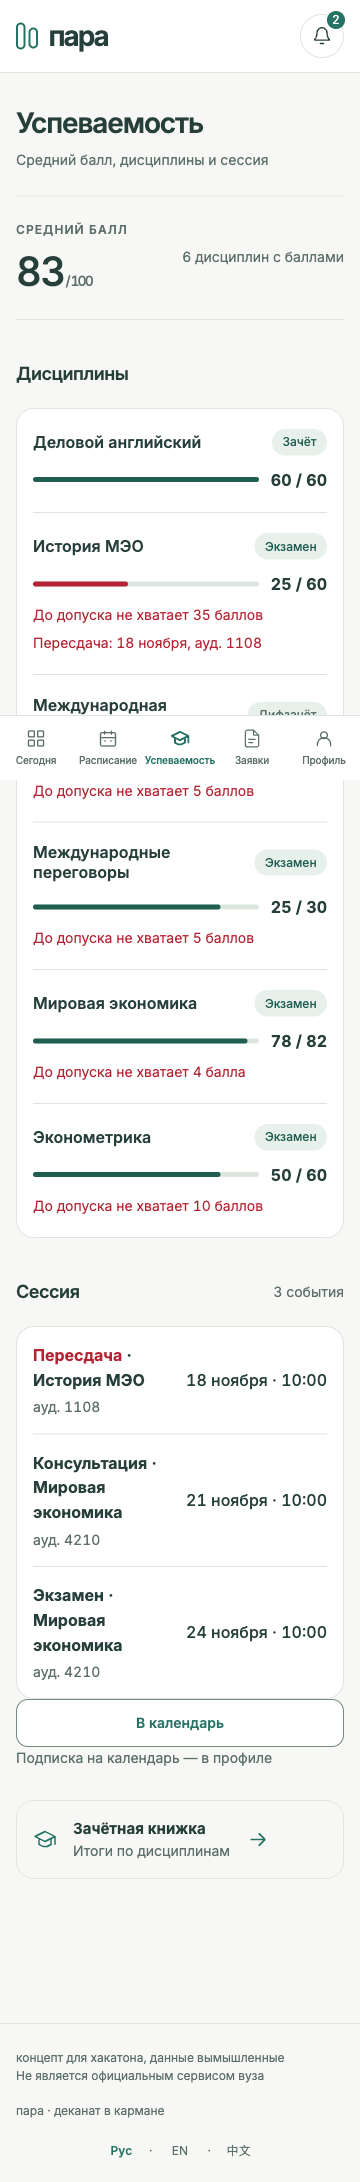 пара
2
Успеваемость
Средний балл, дисциплины и сессия
СРЕДНИЙ БАЛЛ
83/100
6 дисциплин с баллами
Дисциплины
Деловой английский
Зачёт
60 / 60
История МЭО
Экзамен
25 / 60
До допуска не хватает 35 баллов
Пересдача: 18 ноября, ауд. 1108
Международная
Дифзачёт
Сегодня
Расписание
Успеваемость
Заявки
Профиль
До допуска не хватает 5 баллов
Международные
переговоры
Экзамен
25 / 30
До допуска не хватает 5 баллов
Мировая экономика
Экзамен
78 / 82
До допуска не хватает 4 балла
Эконометрика
Экзамен
50 / 60
До допуска не хватает 10 баллов
Сессия
3 события
Пересдача ·
История МЭО
ауд. 1108
18 ноября · 10:00
Консультация ·
Мировая
экономика
ауд. 4210
21 ноября · 10:00
Экзамен ·
Мировая
экономика
ауд. 4210
24 ноября · 10:00
В календарь
Подписка на календарь — в профиле
Зачётная книжка
Итоги по дисциплинам
концепт для хакатона, данные вымышленные
Не является официальным сервисом вуза
пара · деканат в кармане
Рус · EN · 中文